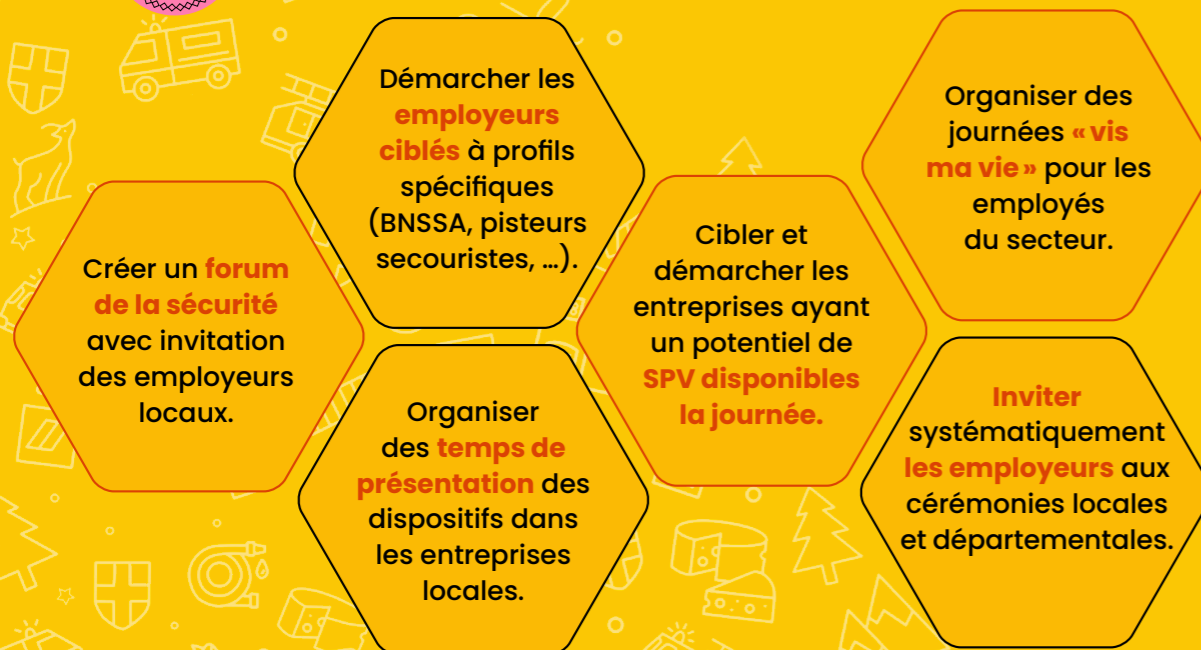 Créer un forum
de la sécurité
avec invitation
des employeurs
locaux.
Démarcher les
employeurs
ciblés à profils
spécifiques
(BNSSA, pisteurs
secouristes, ...).
Organiser
des temps de
présentation des
dispositifs dans
les entreprises
locales.
Cibler et
démarcher les
entreprises ayant
un potentiel de
SPV disponibles
la journée.
Organiser des
journées « vis
ma vie » pour les
employés
du secteur.
Inviter
systématiquement
les employeurs aux
cérémonies locales
et départementales.